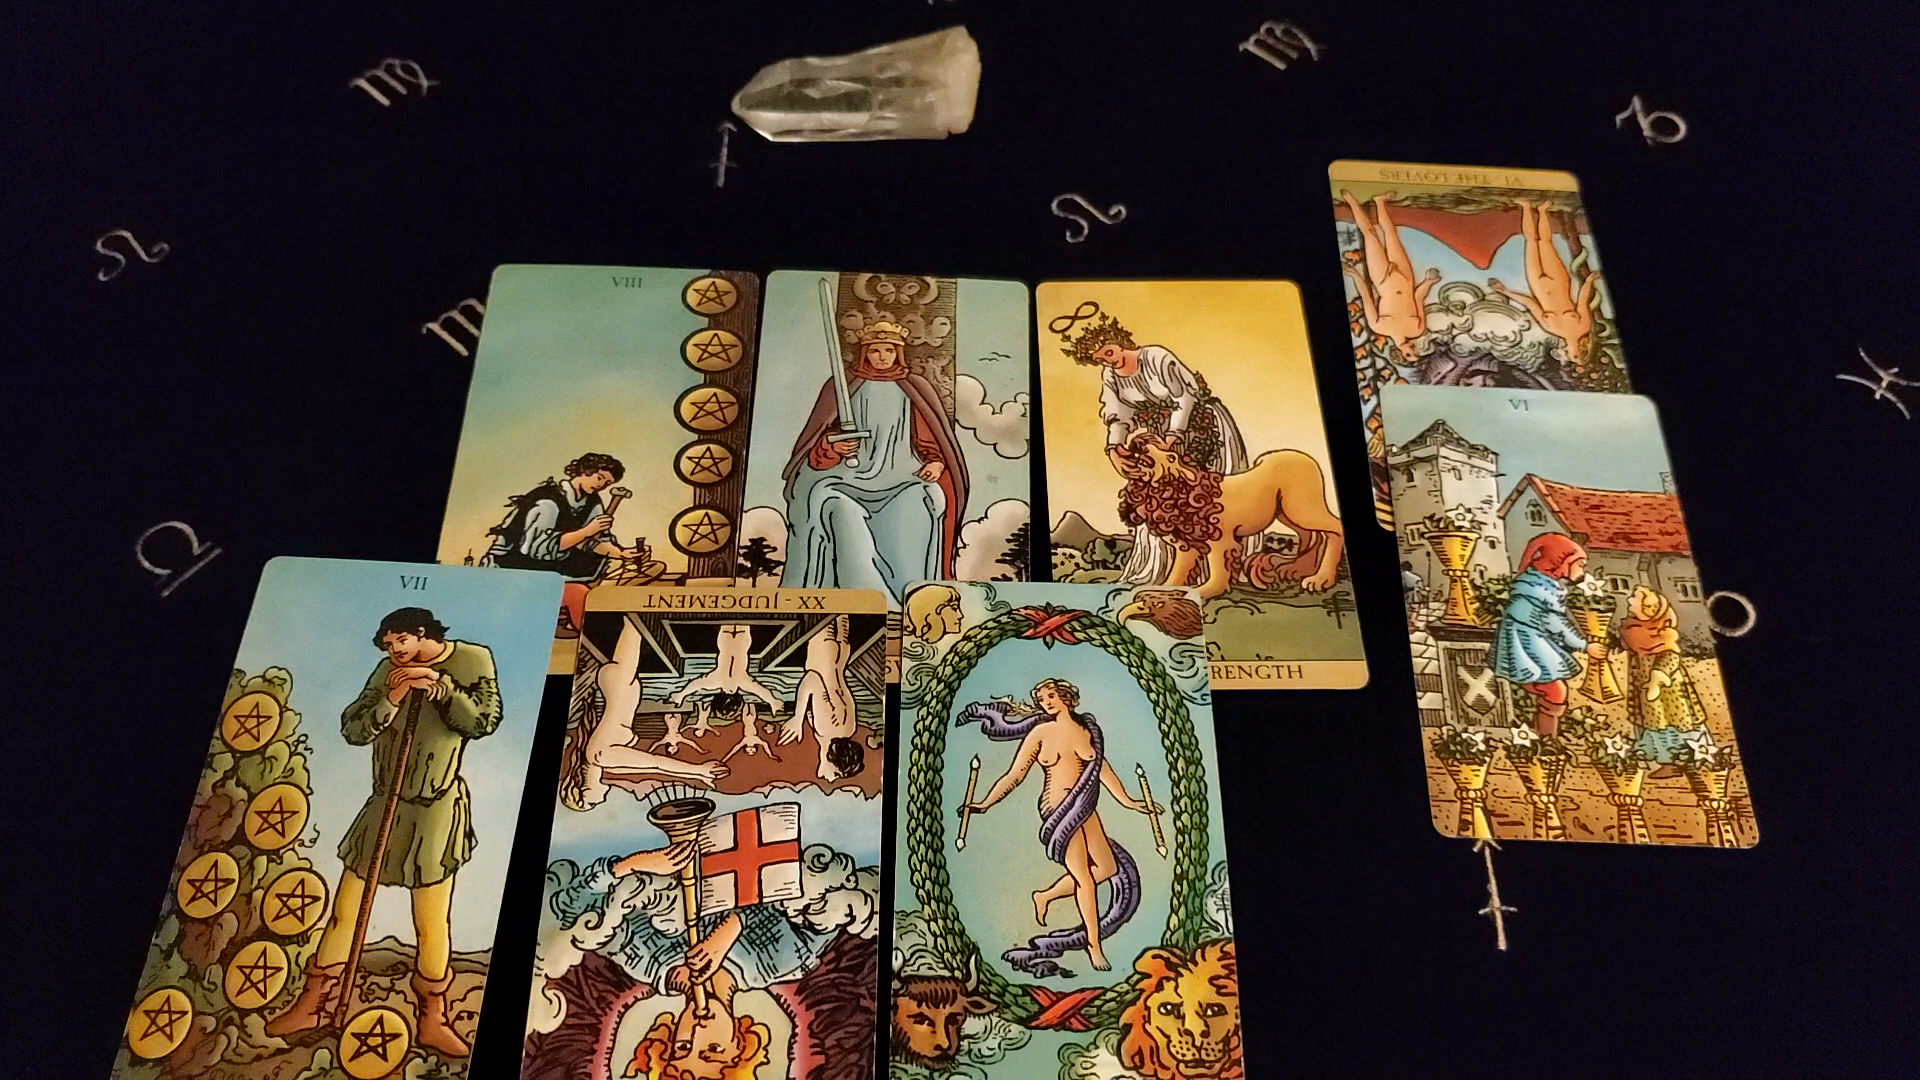 VI - THE LOVERS
VIII
VI
RENGTH
VII
XX - JUDGEMENT